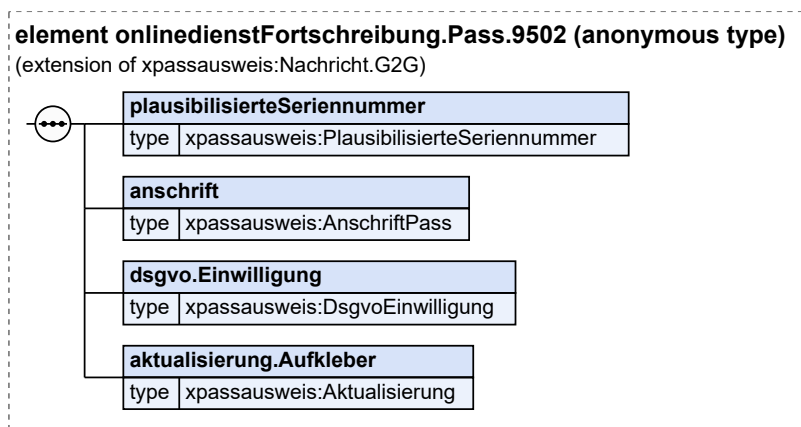 element onlinedienstFortschreibung.Pass.9502 (anonymous type)
(extension of xpassausweis:Nachricht.G2G)
plausibilisierteSeriennummer
type xpassausweis:PlausibilisierteSeriennummer
anschrift
type xpassausweis:AnschriftPass
dsgvo.Einwilligung
type xpassausweis:DsgvoEinwilligung
aktualisierung.Aufkleber
type xpassausweis:Aktualisierung